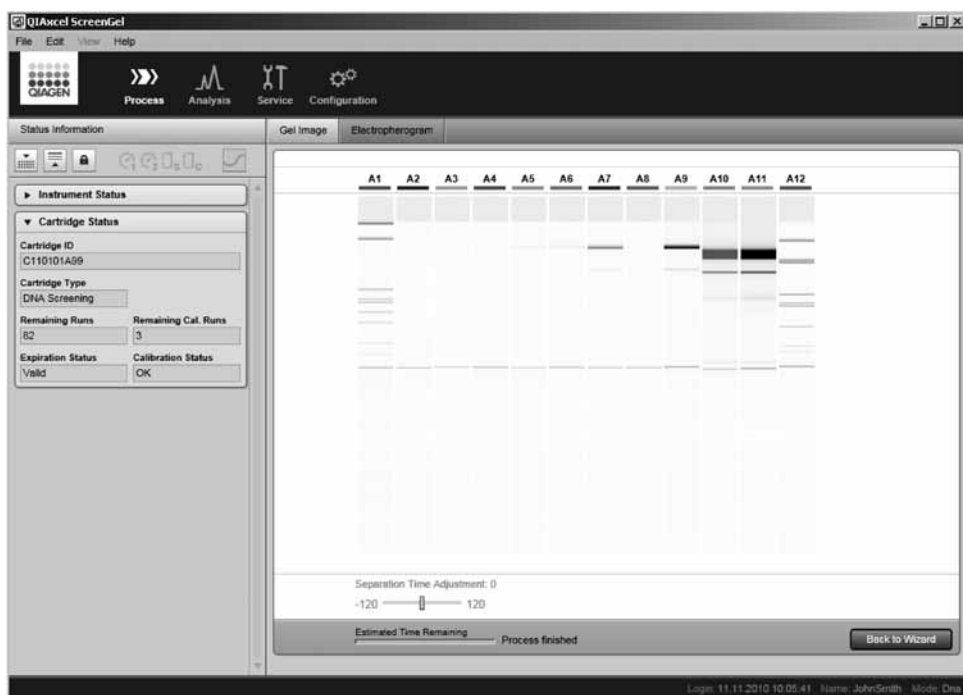 QIAxcel ScreenGel
File Edit View Help
QIAGEN
Process Analysis Service Configuration
Status Information
Gel Image Electropherogram
Instrument Status
Cartridge Status
Cartridge ID
C110101A99
Cartridge Type
DNA Screening
Remaining Runs Remaining Cal. Runs
82 3
Expiration Status Calibration Status
Valid OK
A1 A2 A3 A4 A5 A6 A7 A8 A9 A10 A11 A12
Separation Time Adjustment: 0
-120 120
Estimated Time Remaining
Process finished
Back to Wizard
Login: 11.11.2010 10:05:41 Name: JohnSmith Mode: Dna